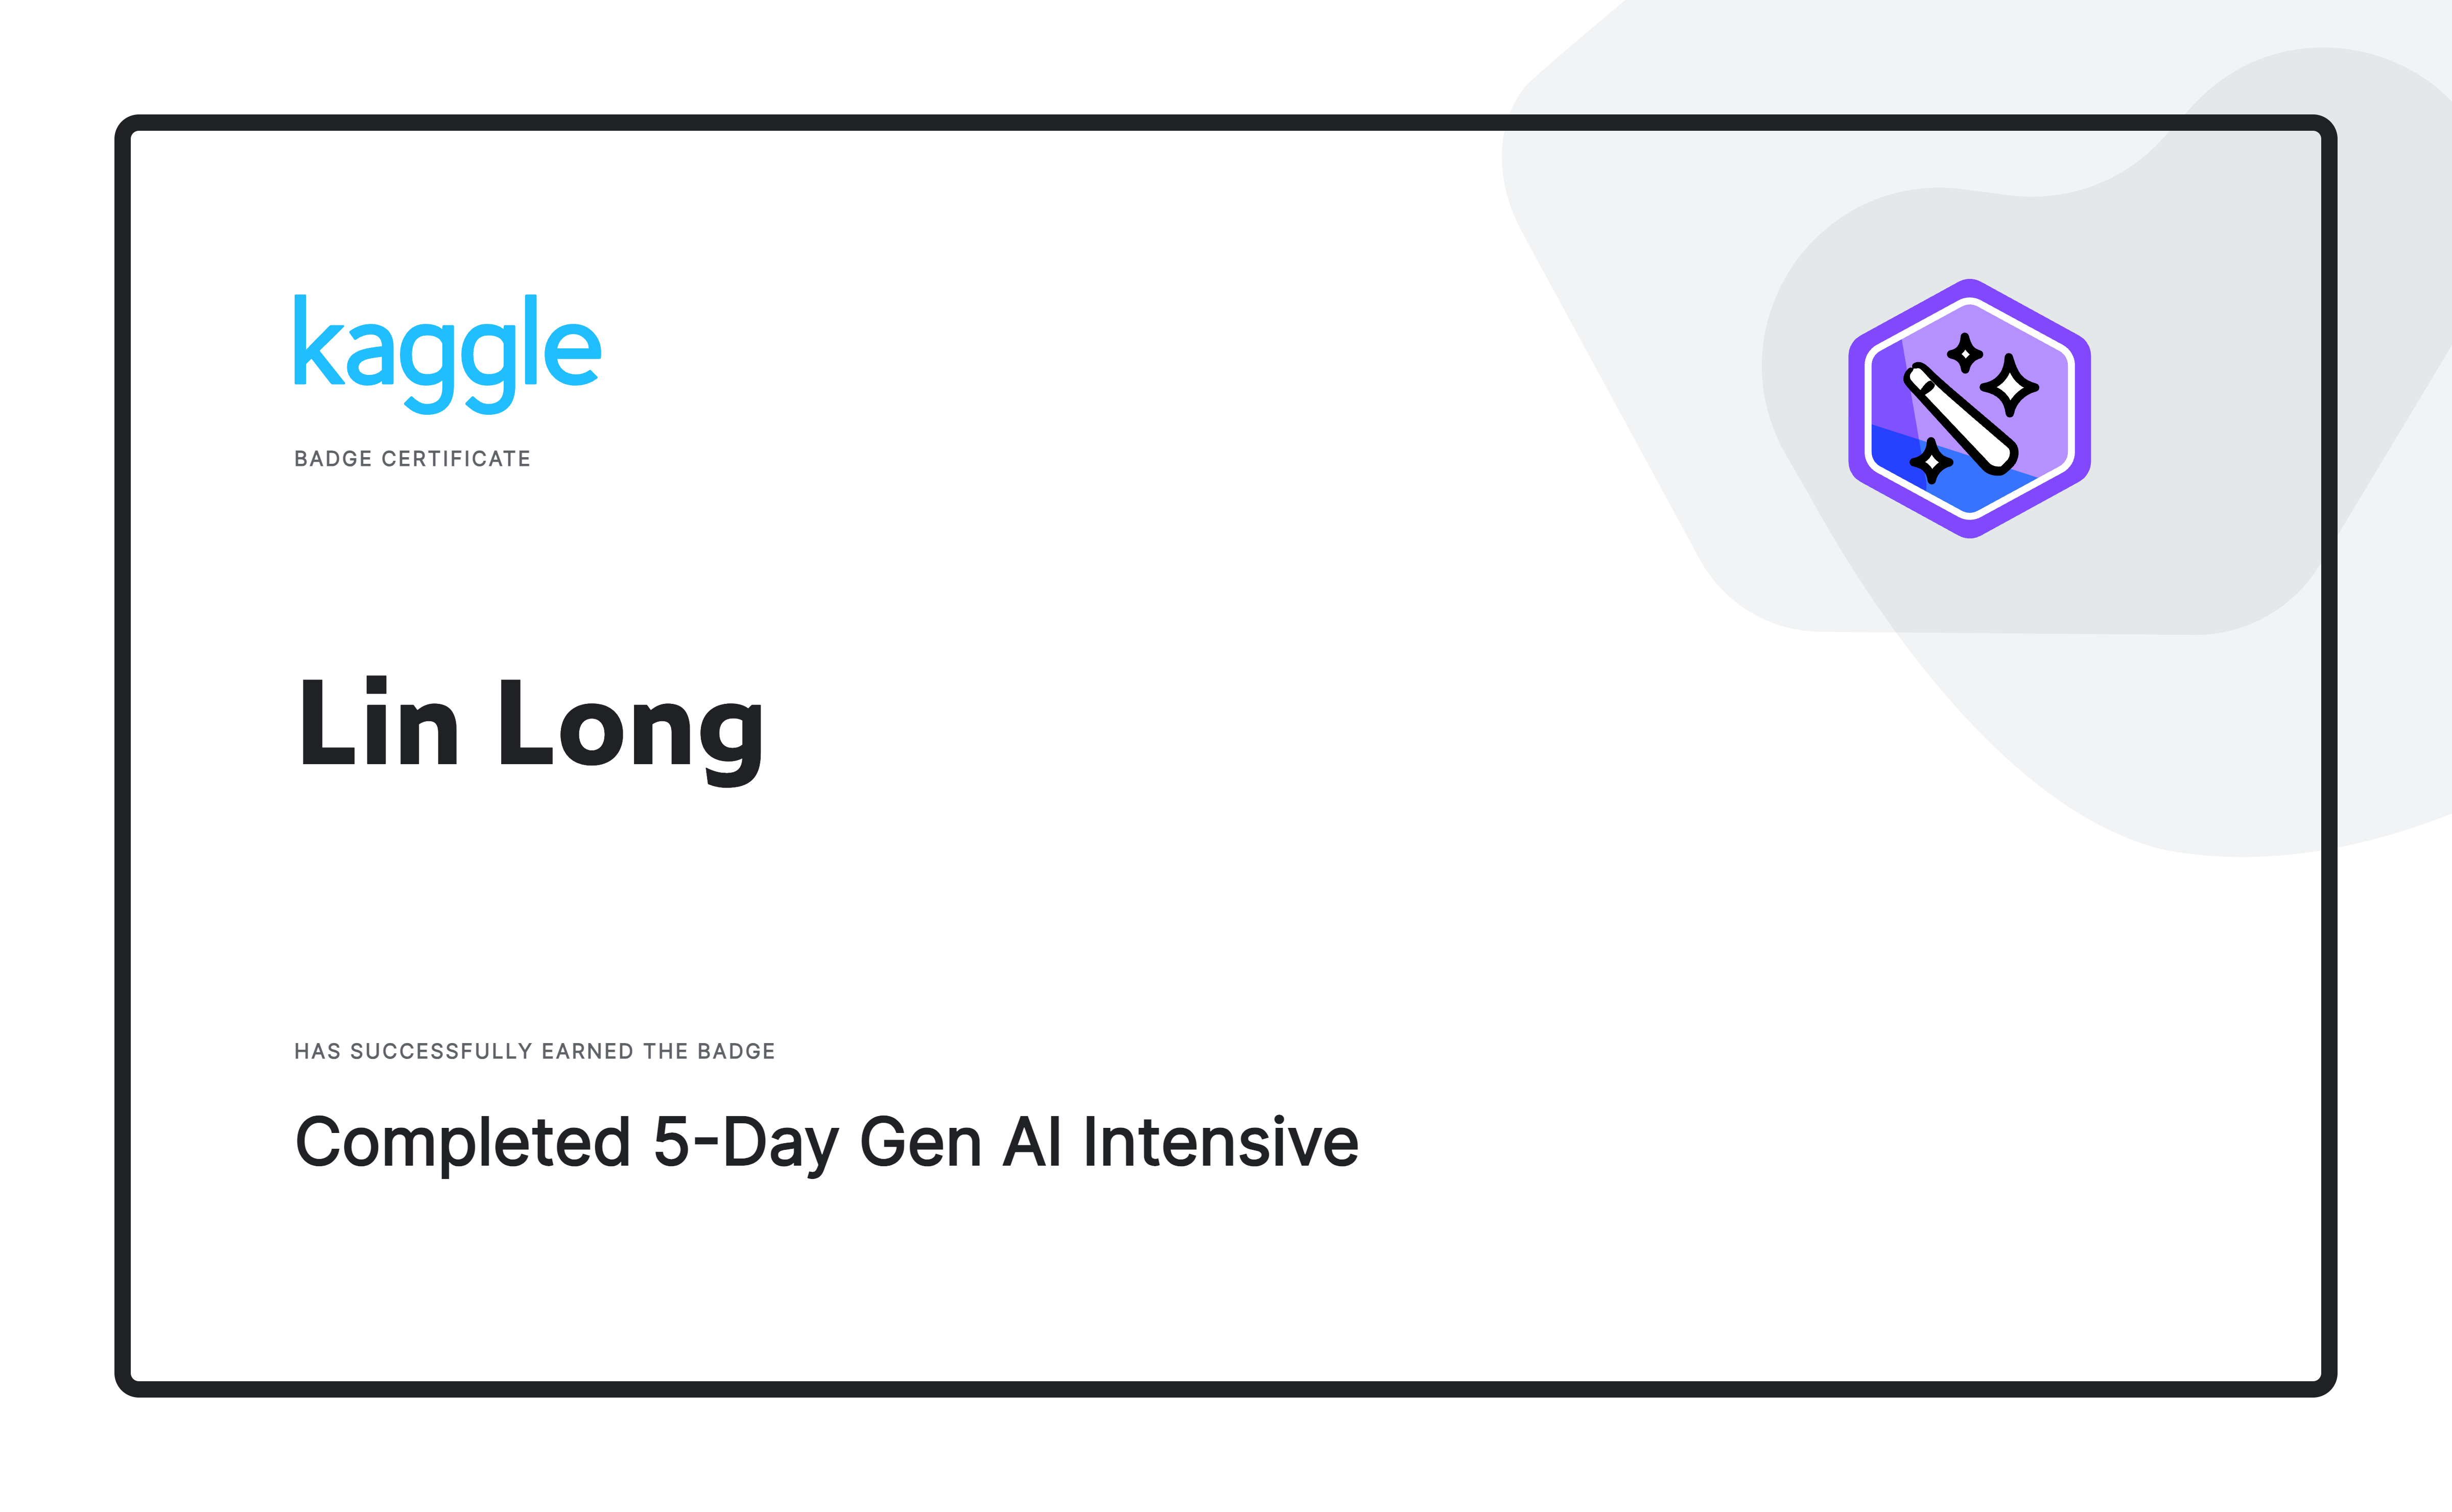 kaggle
BADGE CERTIFICATE
Lin Long
HAS SUCCESSFULLY EARNED THE BADGE
Completed 5-Day Gen AI Intensive